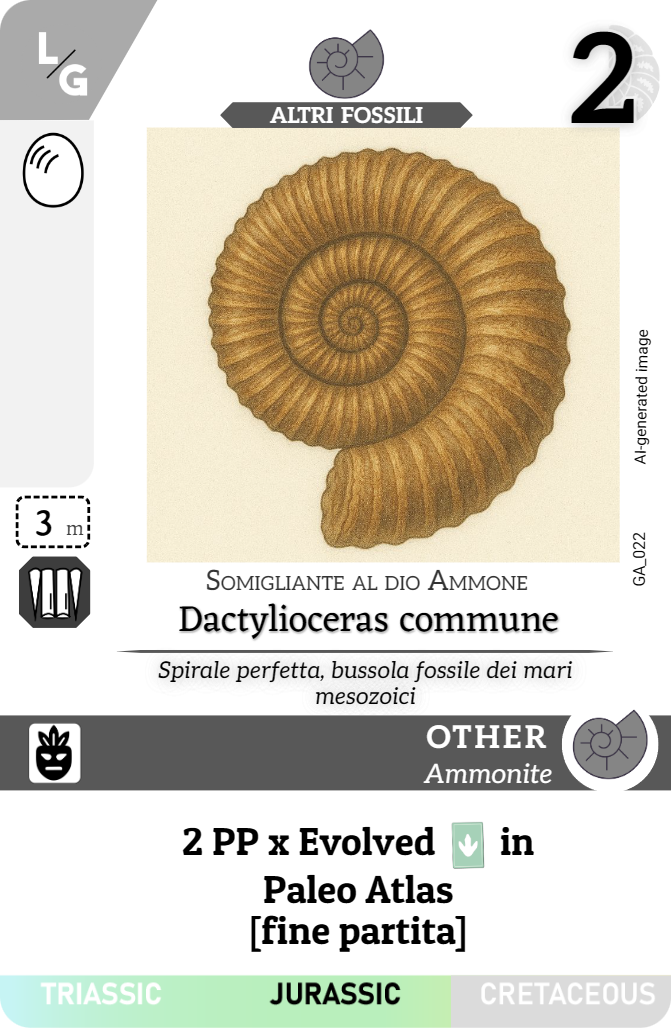 L/G
2
ALTRI FOSSILI
AI-generated image
GA_022
3 m
Somigliante al dio Ammone
Dactylioceras commune
Spirale perfetta, bussola fossile dei mari
mesozoici
OTHER
Ammonite
2 PP x Evolved in
Paleo Atlas
[fine partita]
TRIASSIC JURASSIC CRETACEOUS